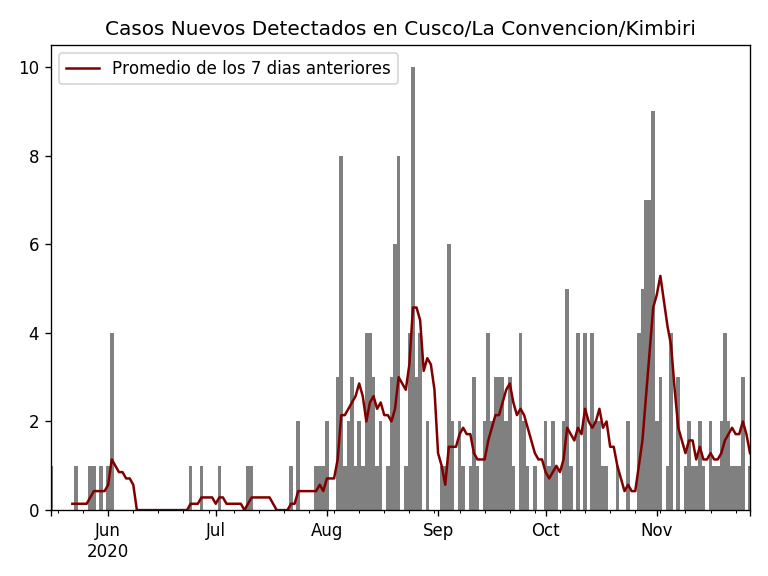 Casos Nuevos Detectados en Cusco/La Convencion/Kimbiri
Promedio de los 7 dias anteriores
10
8
6
4
2
0
Jun Jul Aug Sep Oct Nov
2020